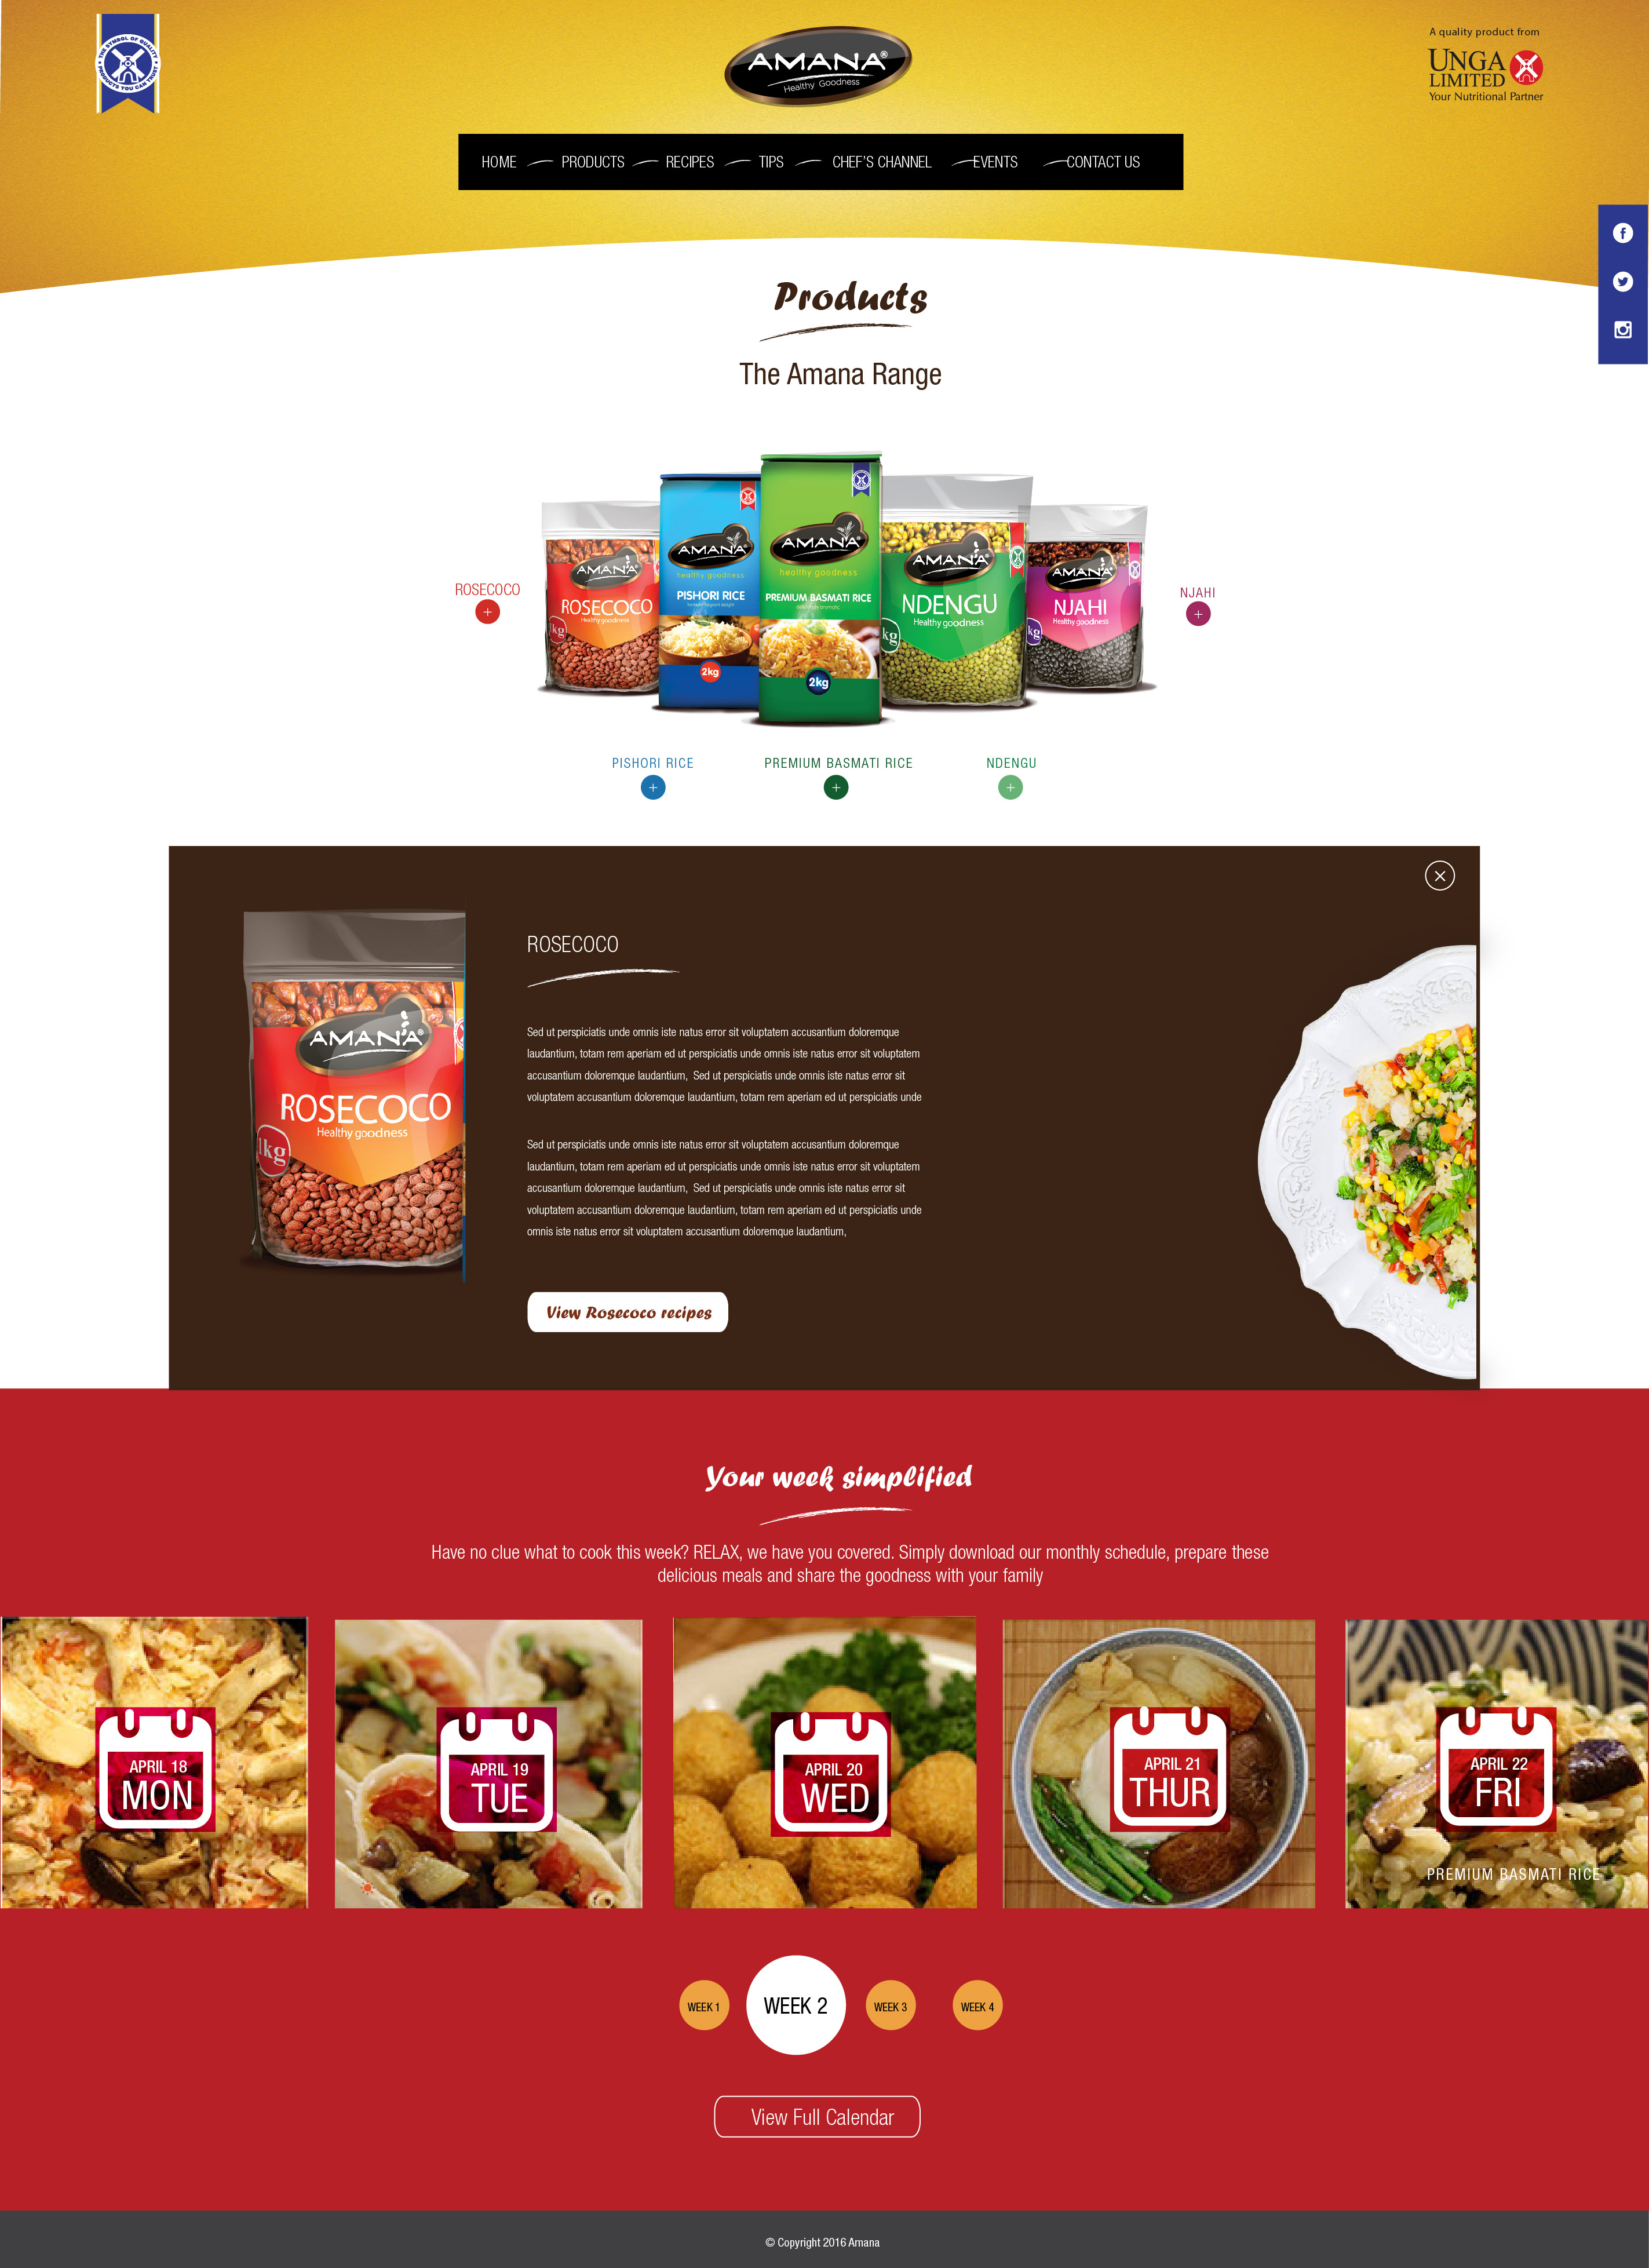 THE SYMBOL OF QUALITY
PRODUCTS YOU CAN TRUST
AMANA®
Healthy Goodness
A quality product from
UNGA
LIMITED
Your Nutritional Partner
HOME PRODUCTS RECIPES TIPS CHEF'S CHANNEL EVENTS CONTACT US
Products
The Amana Range
AMANA
ROSECOCO
Healthy goodness
1kg
AMANA
healthy goodness
PISHORI RICE
2kg
AMANA
healthy goodness
PREMIUM BASMATI RICE
2kg
AMANA
NDENGU
Healthy goodness
kg
AMANA
NJAHI
Healthy goodness
kg
ROSECOCO
+
NJAHI
+
PISHORI RICE
+
PREMIUM BASMATI RICE
+
NDENGU
+
AMANA®
ROSECOCO
Healthy goodness
1kg
ROSECOCO
Sed ut perspiciatis unde omnis iste natus error sit voluptatem accusantium doloremque
laudantium, totam rem aperiam ed ut perspiciatis unde omnis iste natus error sit voluptatem
accusantium doloremque laudantium, Sed ut perspiciatis unde omnis iste natus error sit
voluptatem accusantium doloremque laudantium, totam rem aperiam ed ut perspiciatis unde
Sed ut perspiciatis unde omnis iste natus error sit voluptatem accusantium doloremque
laudantium, totam rem aperiam ed ut perspiciatis unde omnis iste natus error sit voluptatem
accusantium doloremque laudantium, Sed ut perspiciatis unde omnis iste natus error sit
voluptatem accusantium doloremque laudantium, totam rem aperiam ed ut perspiciatis unde
omnis iste natus error sit voluptatem accusantium doloremque laudantium,
View Rosecoco recipes
Your week simplified
Have no clue what to cook this week? RELAX, we have you covered. Simply download our monthly schedule, prepare these
delicious meals and share the goodness with your family
APRIL 18
MON
APRIL 19
TUE
APRIL 20
WED
APRIL 21
THUR
APRIL 22
FRI
PREMIUM BASMATI RICE
WEEK 1
WEEK 2
WEEK 3
WEEK 4
View Full Calendar
© Copyright 2016 Amana